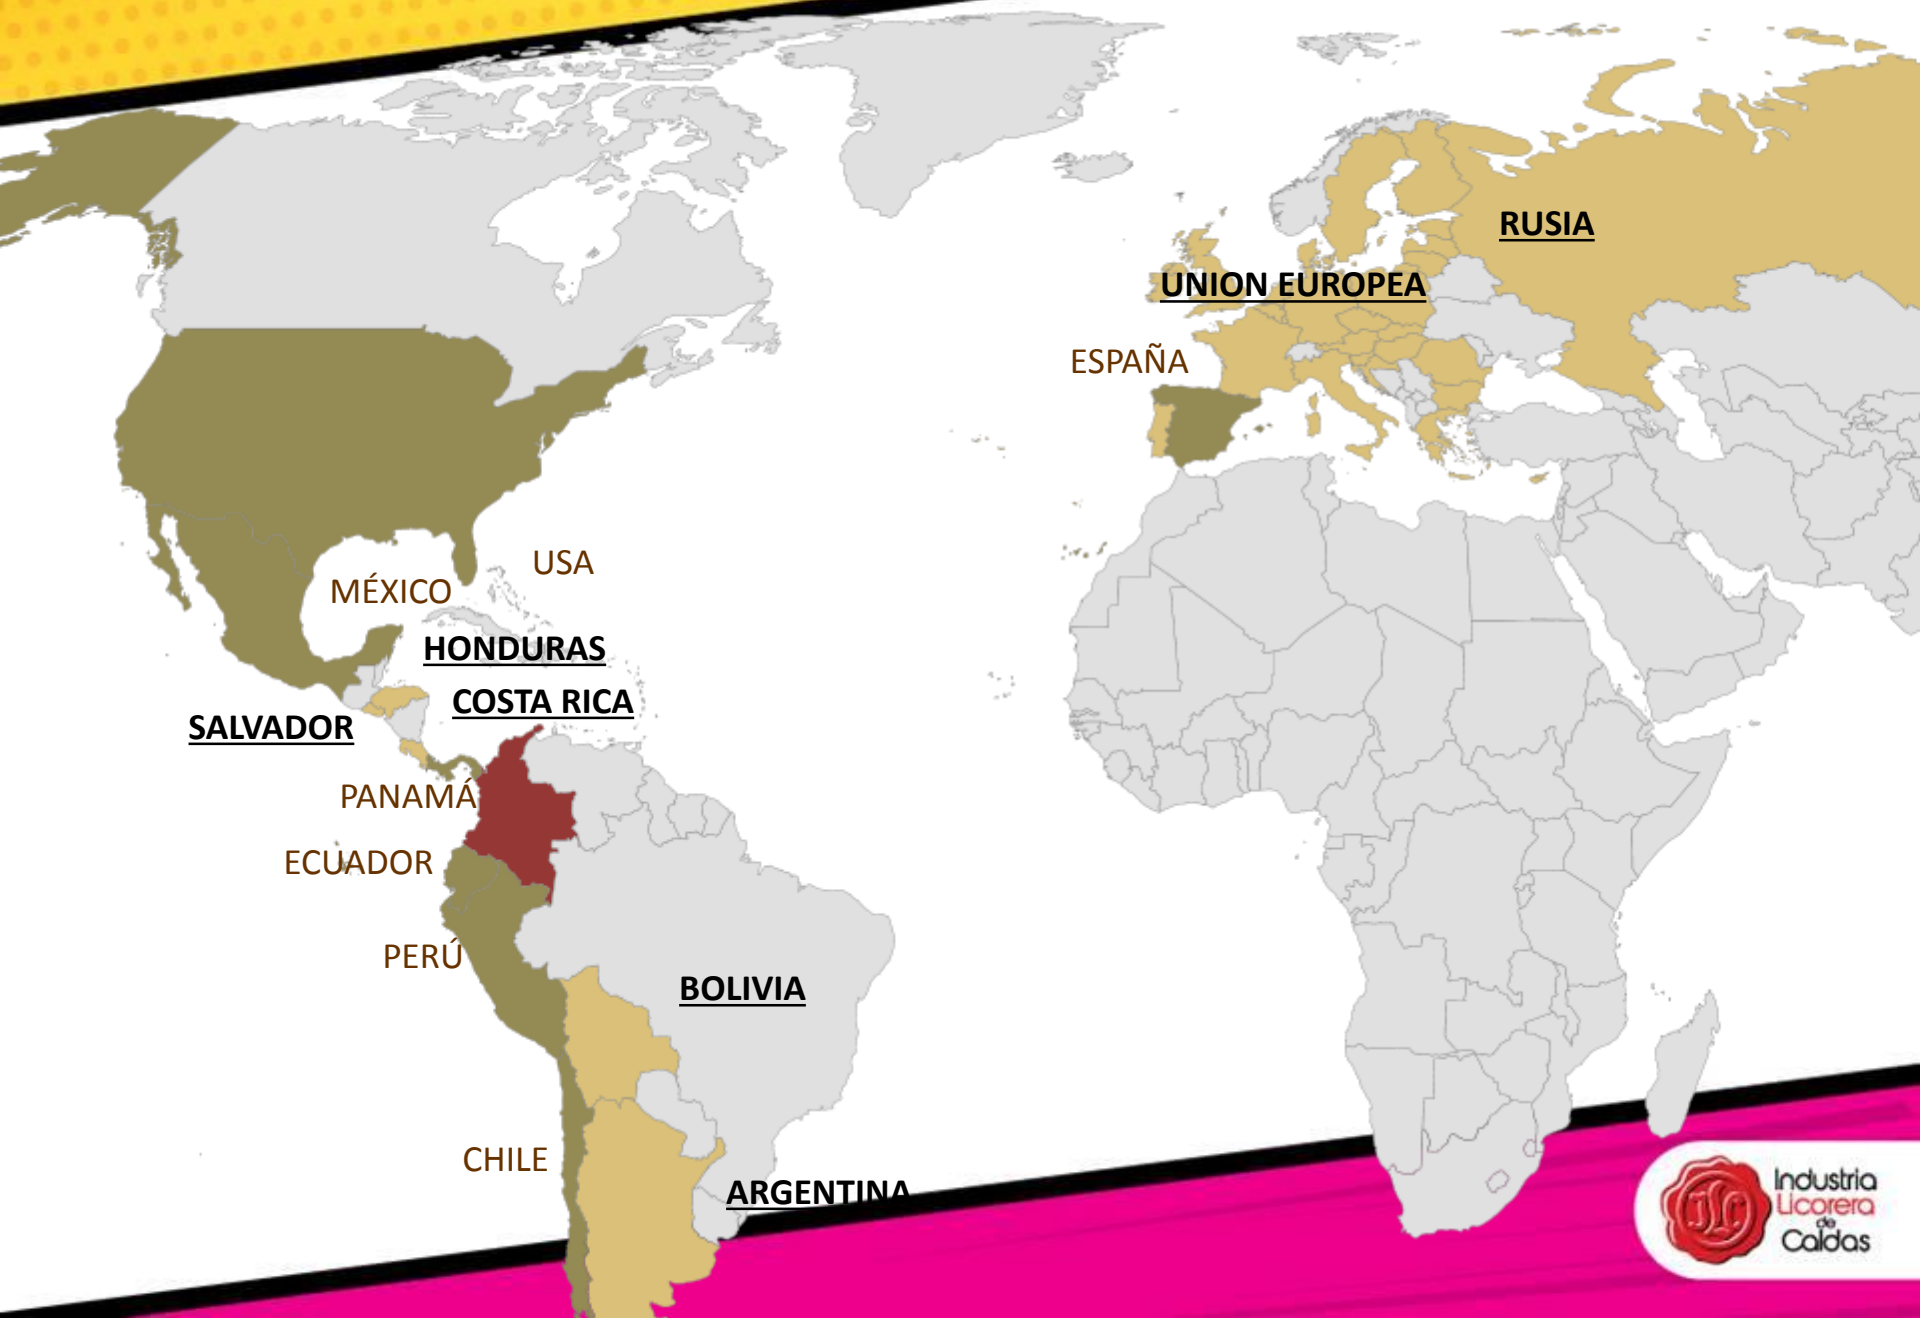 RUSIA
UNION EUROPEA
ESPAÑA
USA
MÉXICO
HONDURAS
COSTA RICA
SALVADOR
PANAMÁ
ECUADOR
PERÚ
BOLIVIA
CHILE
ARGENTINA
Industria
Licorera
de
Caldas